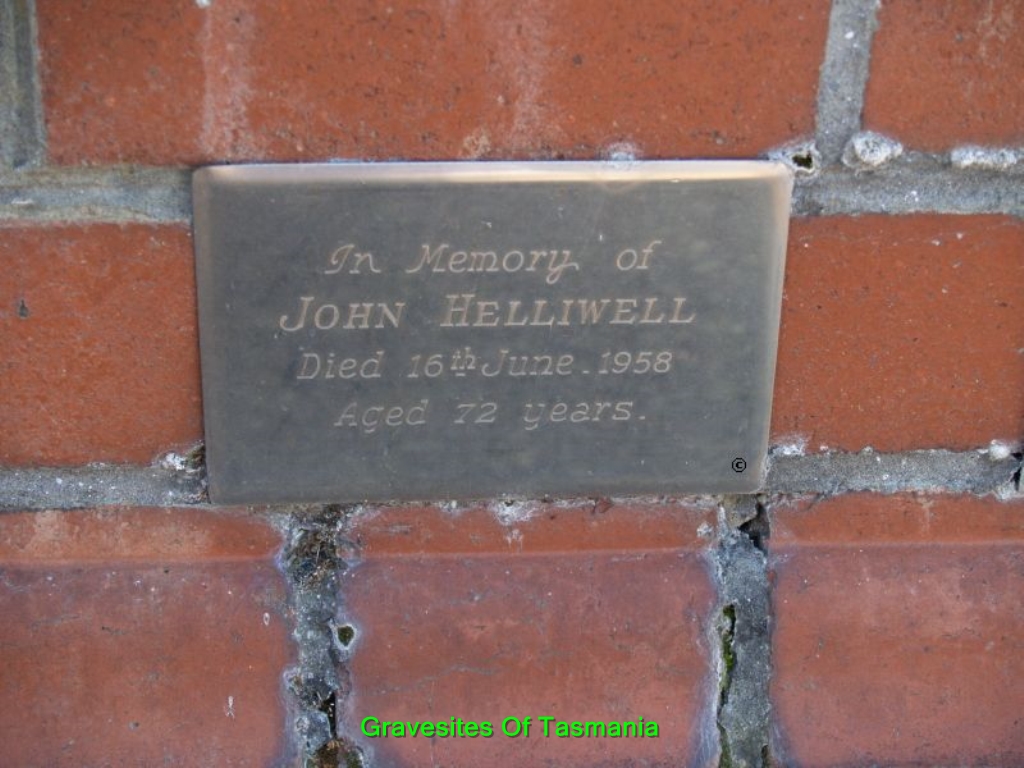 In Memory of
JOHN HELLIWELL
Died 16th June. 1958
Aged 72 years.
©
Gravesites Of Tasmania